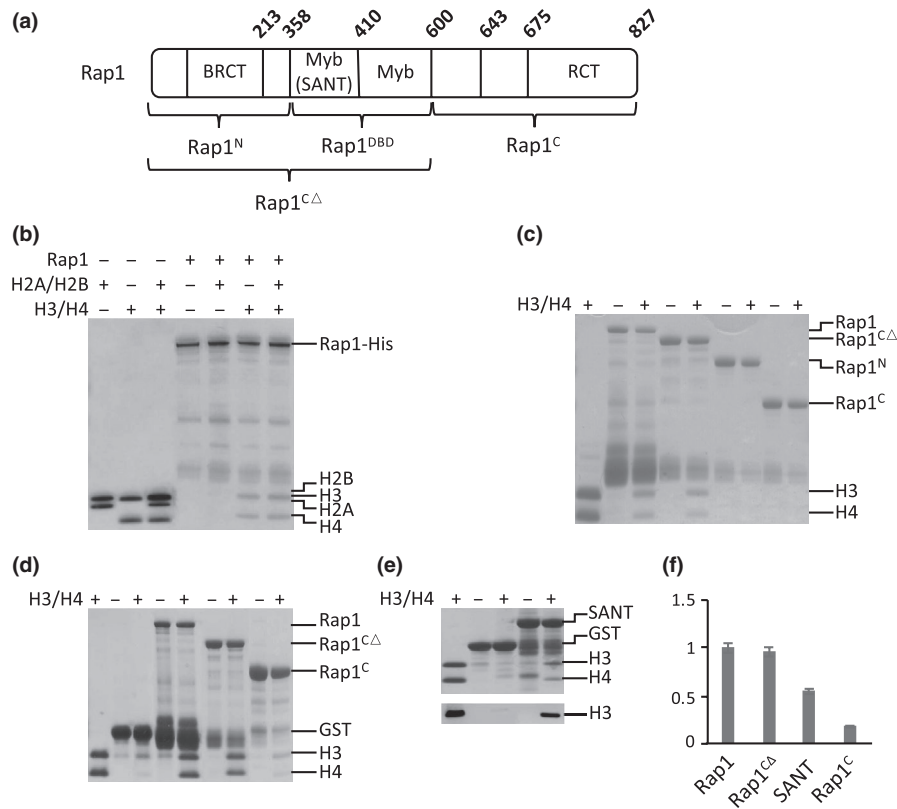 (a)
213 358 410 600 643 675 827
Rap1
BRCT
Myb (SANT)
Myb
RCT
Rap1ᴺ
Rap1ᴰᴮᴰ
Rap1ᶜ
Rap1ᶜ△
(b)
Rap1 – – – + + + +
H2A/H2B + – + – + – +
H3/H4 – + + – – + +
Rap1-His
H2B
H3
H2A
H4
(c)
H3/H4 + – + – + – + – +
Rap1
Rap1ᶜ△
Rap1ᴺ
Rap1ᶜ
H3
H4
(d)
H3/H4 + – + – + – + – +
Rap1
Rap1ᶜ△
Rap1ᶜ
GST
H3
H4
(e)
H3/H4 + – + – +
SANT
GST
H3
H4
H3
(f)
1.5
1
0.5
0
Rap1
Rap1ᶜᐞ
SANT
Rap1ᶜ